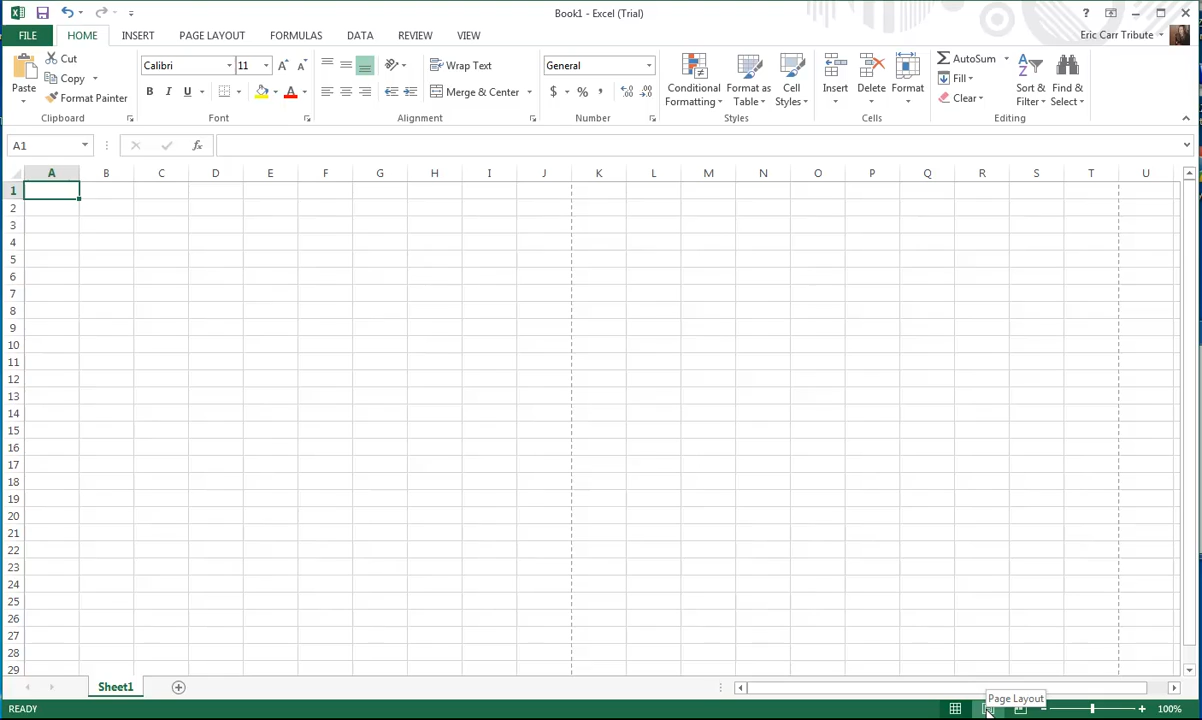 Book1 - Excel (Trial)
FILE HOME INSERT PAGE LAYOUT FORMULAS DATA REVIEW VIEW Eric Carr Tribute
Paste Cut Copy Format Painter
Clipboard
Calibri 11
B I U A
Font
Wrap Text
Merge & Center
Alignment
General
$ % ,
Number
Conditional Formatting Format as Table Cell Styles
Styles
Insert Delete Format
Cells
AutoSum
Fill
Clear
Sort & Filter Find & Select
Editing
A1 fx
A B C D E F G H I J K L M N O P Q R S T U
1
2
3
4
5
6
7
8
9
10
11
12
13
14
15
16
17
18
19
20
21
22
23
24
25
26
27
28
29
Sheet1
Page Layout
READY 100%